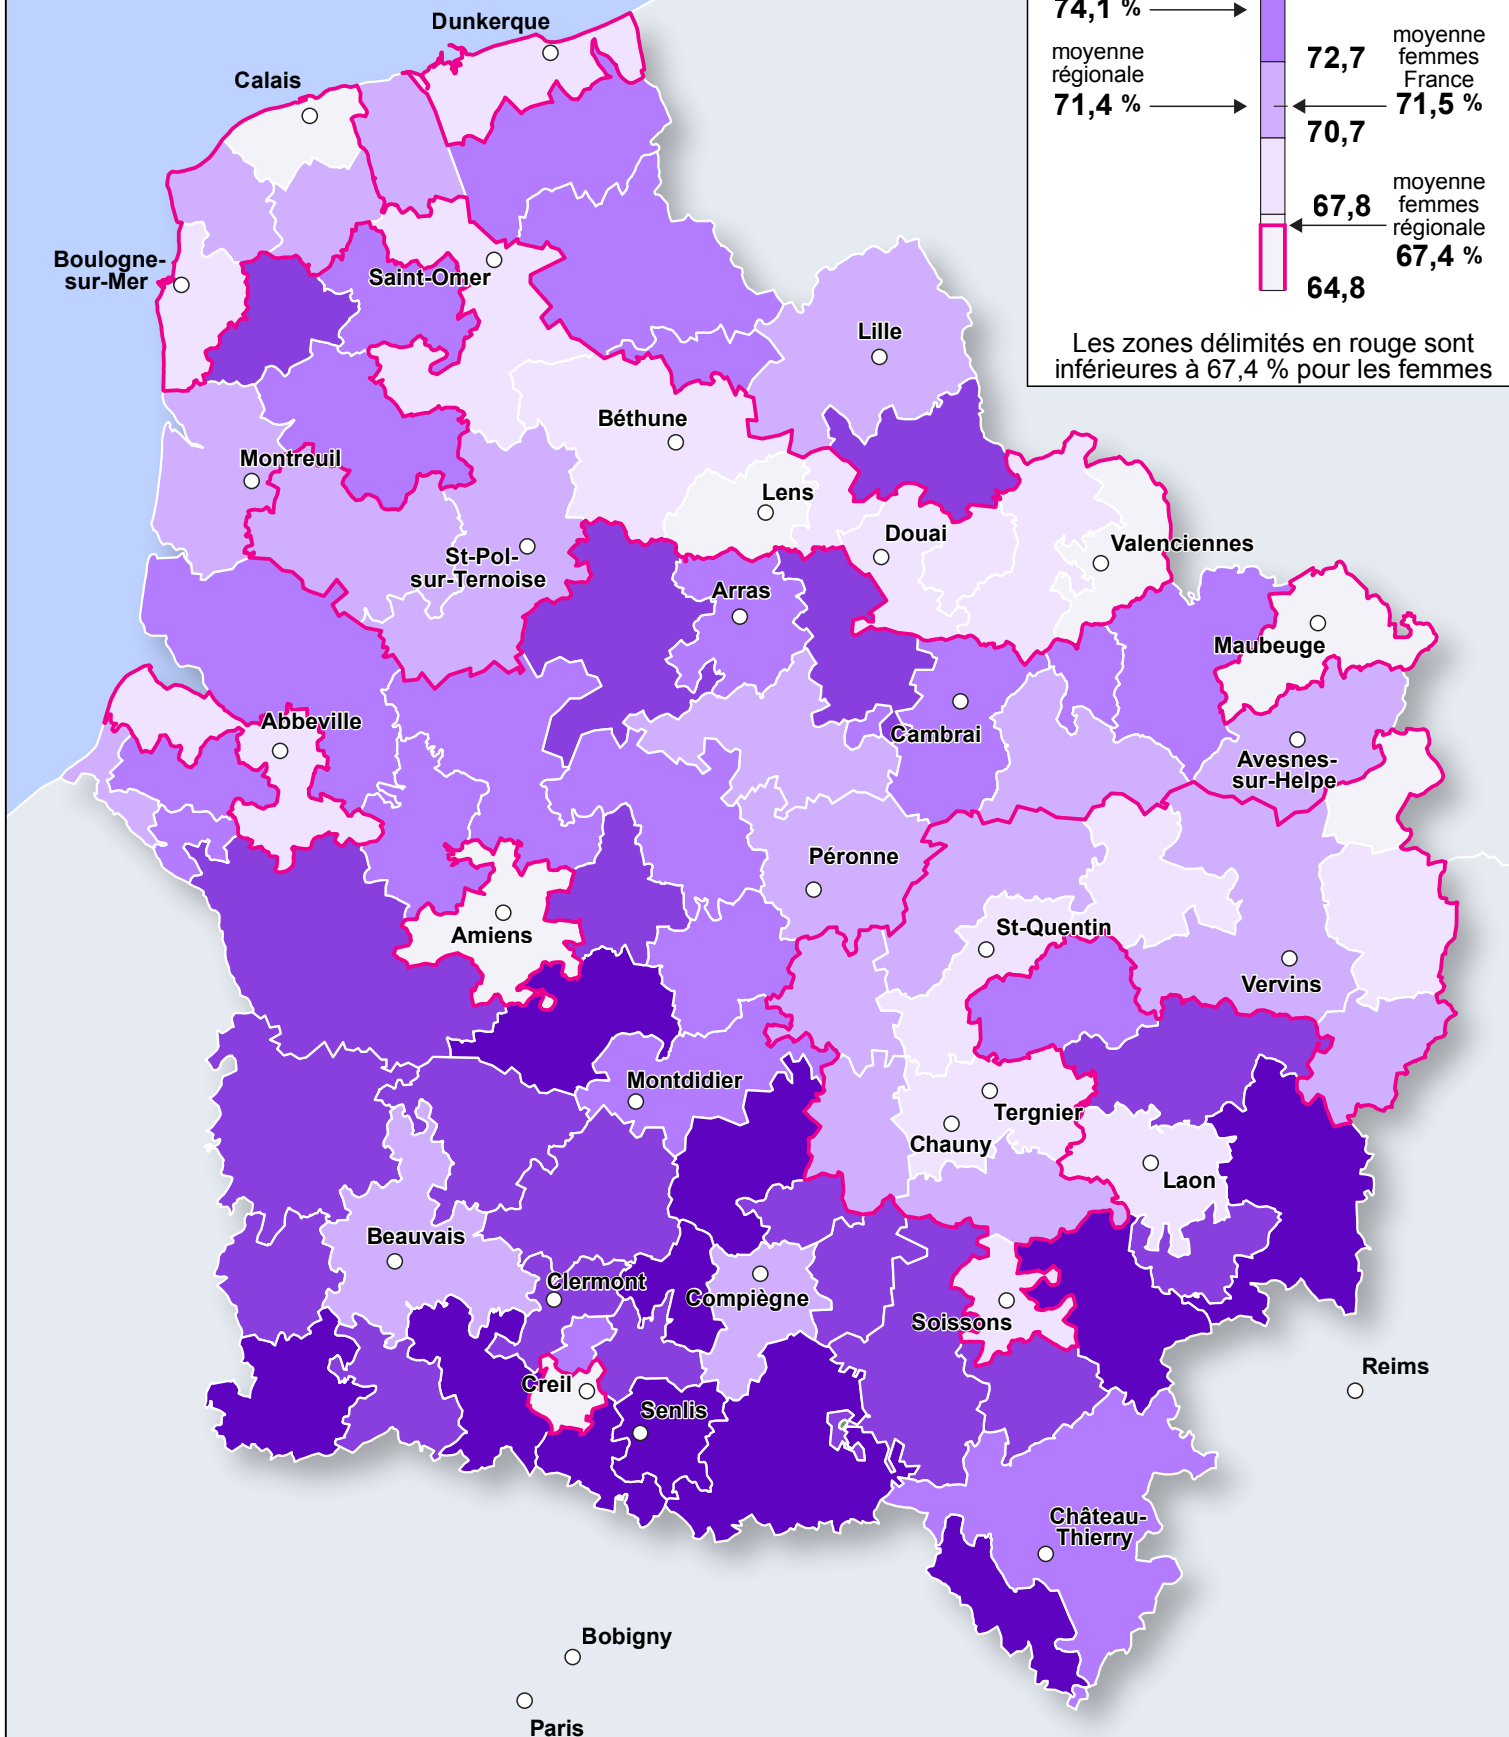 74,1 %
moyenne
régionale
71,4 %
72,7
moyenne
femmes
France
71,5 %
70,7
67,8
moyenne
femmes
régionale
67,4 %
64,8
Les zones délimités en rouge sont
inférieures à 67,4 % pour les femmes
Dunkerque
Calais
Boulogne-
sur-Mer
Saint-Omer
Lille
Béthune
Montreuil
Lens
Douai
Valenciennes
St-Pol-
sur-Ternoise
Arras
Maubeuge
Abbeville
Cambrai
Avesnes-
sur-Helpe
Péronne
Amiens
St-Quentin
Vervins
Montdidier
Tergnier
Chauny
Laon
Beauvais
Clermont
Compiègne
Soissons
Reims
Creil
Senlis
Château-
Thierry
Bobigny
Paris